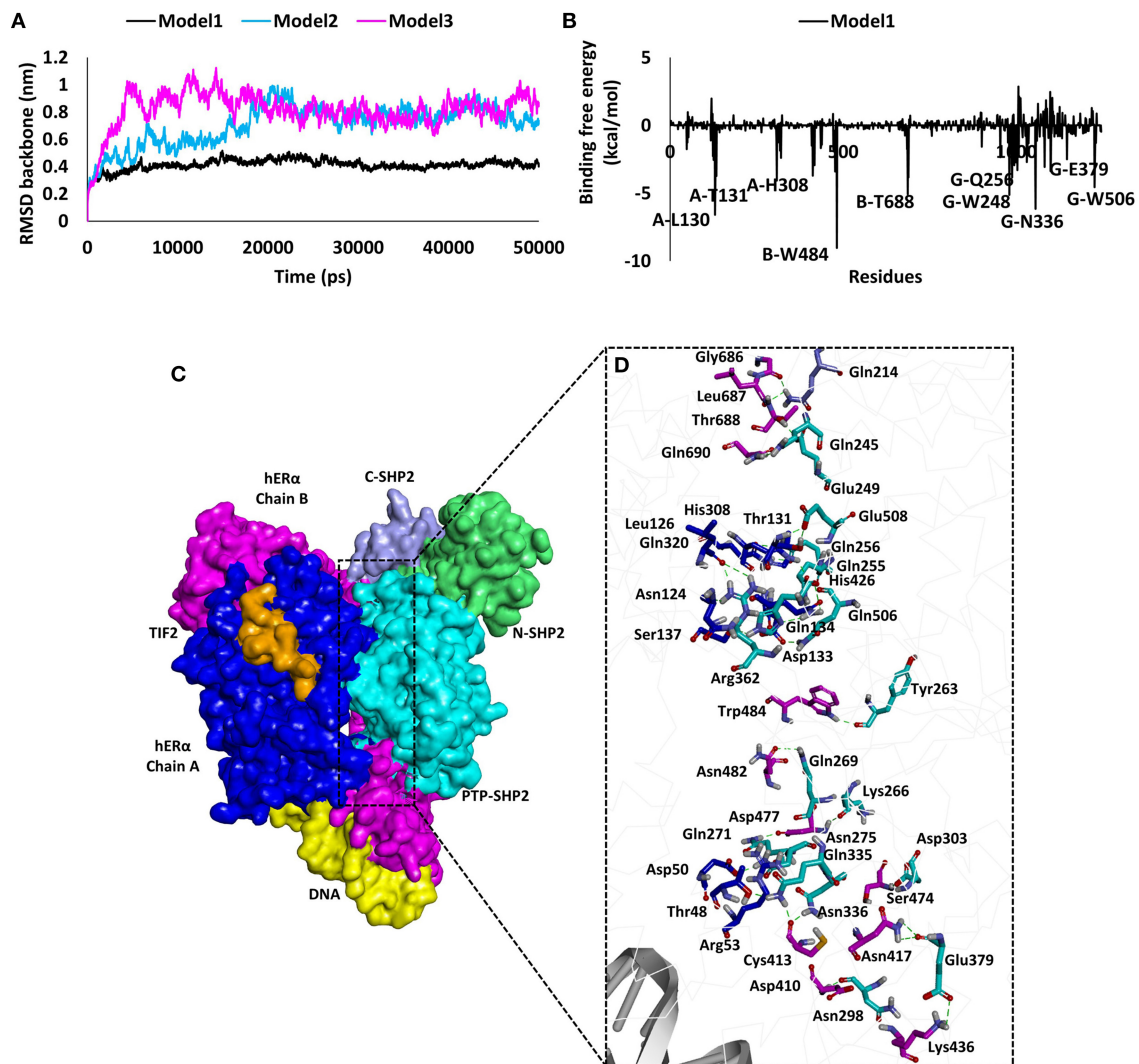 A
Model1 Model2 Model3
RMSD backbone (nm)
1.2
1
0.8
0.6
0.4
0.2
0
0 10000 20000 30000 40000 50000
Time (ps)
B
Model1
Binding free energy
(kcal/mol)
5
0
-5
-10
0 500 1000
A-T131
A-H308
A-L130
B-W484
B-T688
G-Q256
G-W248
G-N336
G-E379
G-W506
Residues
C
hERα
Chain B
C-SHP2
TIF2
N-SHP2
hERα
Chain A
PTP-SHP2
DNA
D
Gly686
Gln214
Leu687
Thr688
Gln245
Gln690
Glu249
His308
Thr131
Glu508
Leu126
Gln320
Gln256
Gln255
His426
Asn124
Gln506
Gln134
Ser137
Asp133
Arg362
Tyr263
Trp484
Asn482
Gln269
Lys266
Asp477
Gln271
Asn275
Asp303
Gln335
Asp50
Ser474
Thr48
Asn336
Arg53
Cys413
Asn417
Glu379
Asp410
Asn298
Lys436